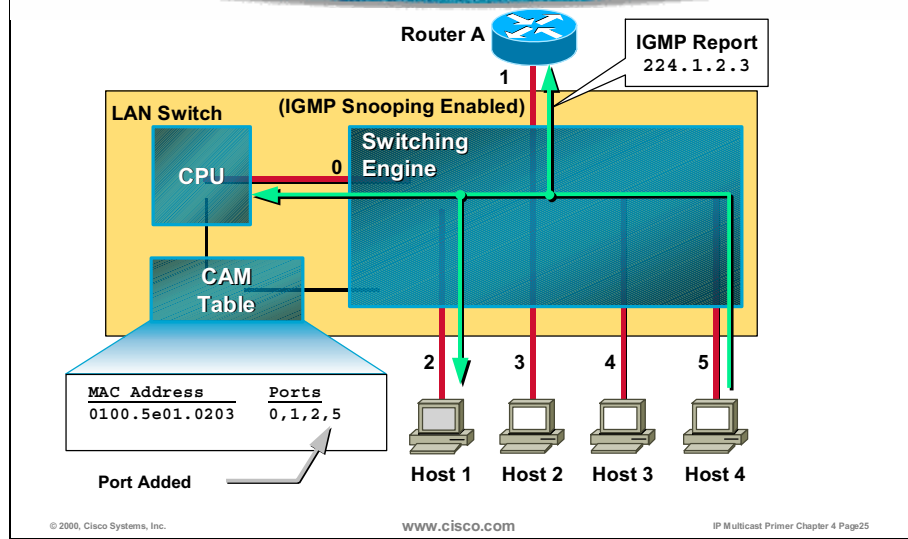 Router A
IGMP Report
224.1.2.3
1
LAN Switch
(IGMP Snooping Enabled)
Switching
Engine
CPU
0
CAM
Table
2
3
4
5
MAC Address Ports
0100.5e01.0203 0,1,2,5
Host 1
Host 2
Host 3
Host 4
Port Added
© 2000, Cisco Systems, Inc.
www.cisco.com
IP Multicast Primer Chapter 4 Page25